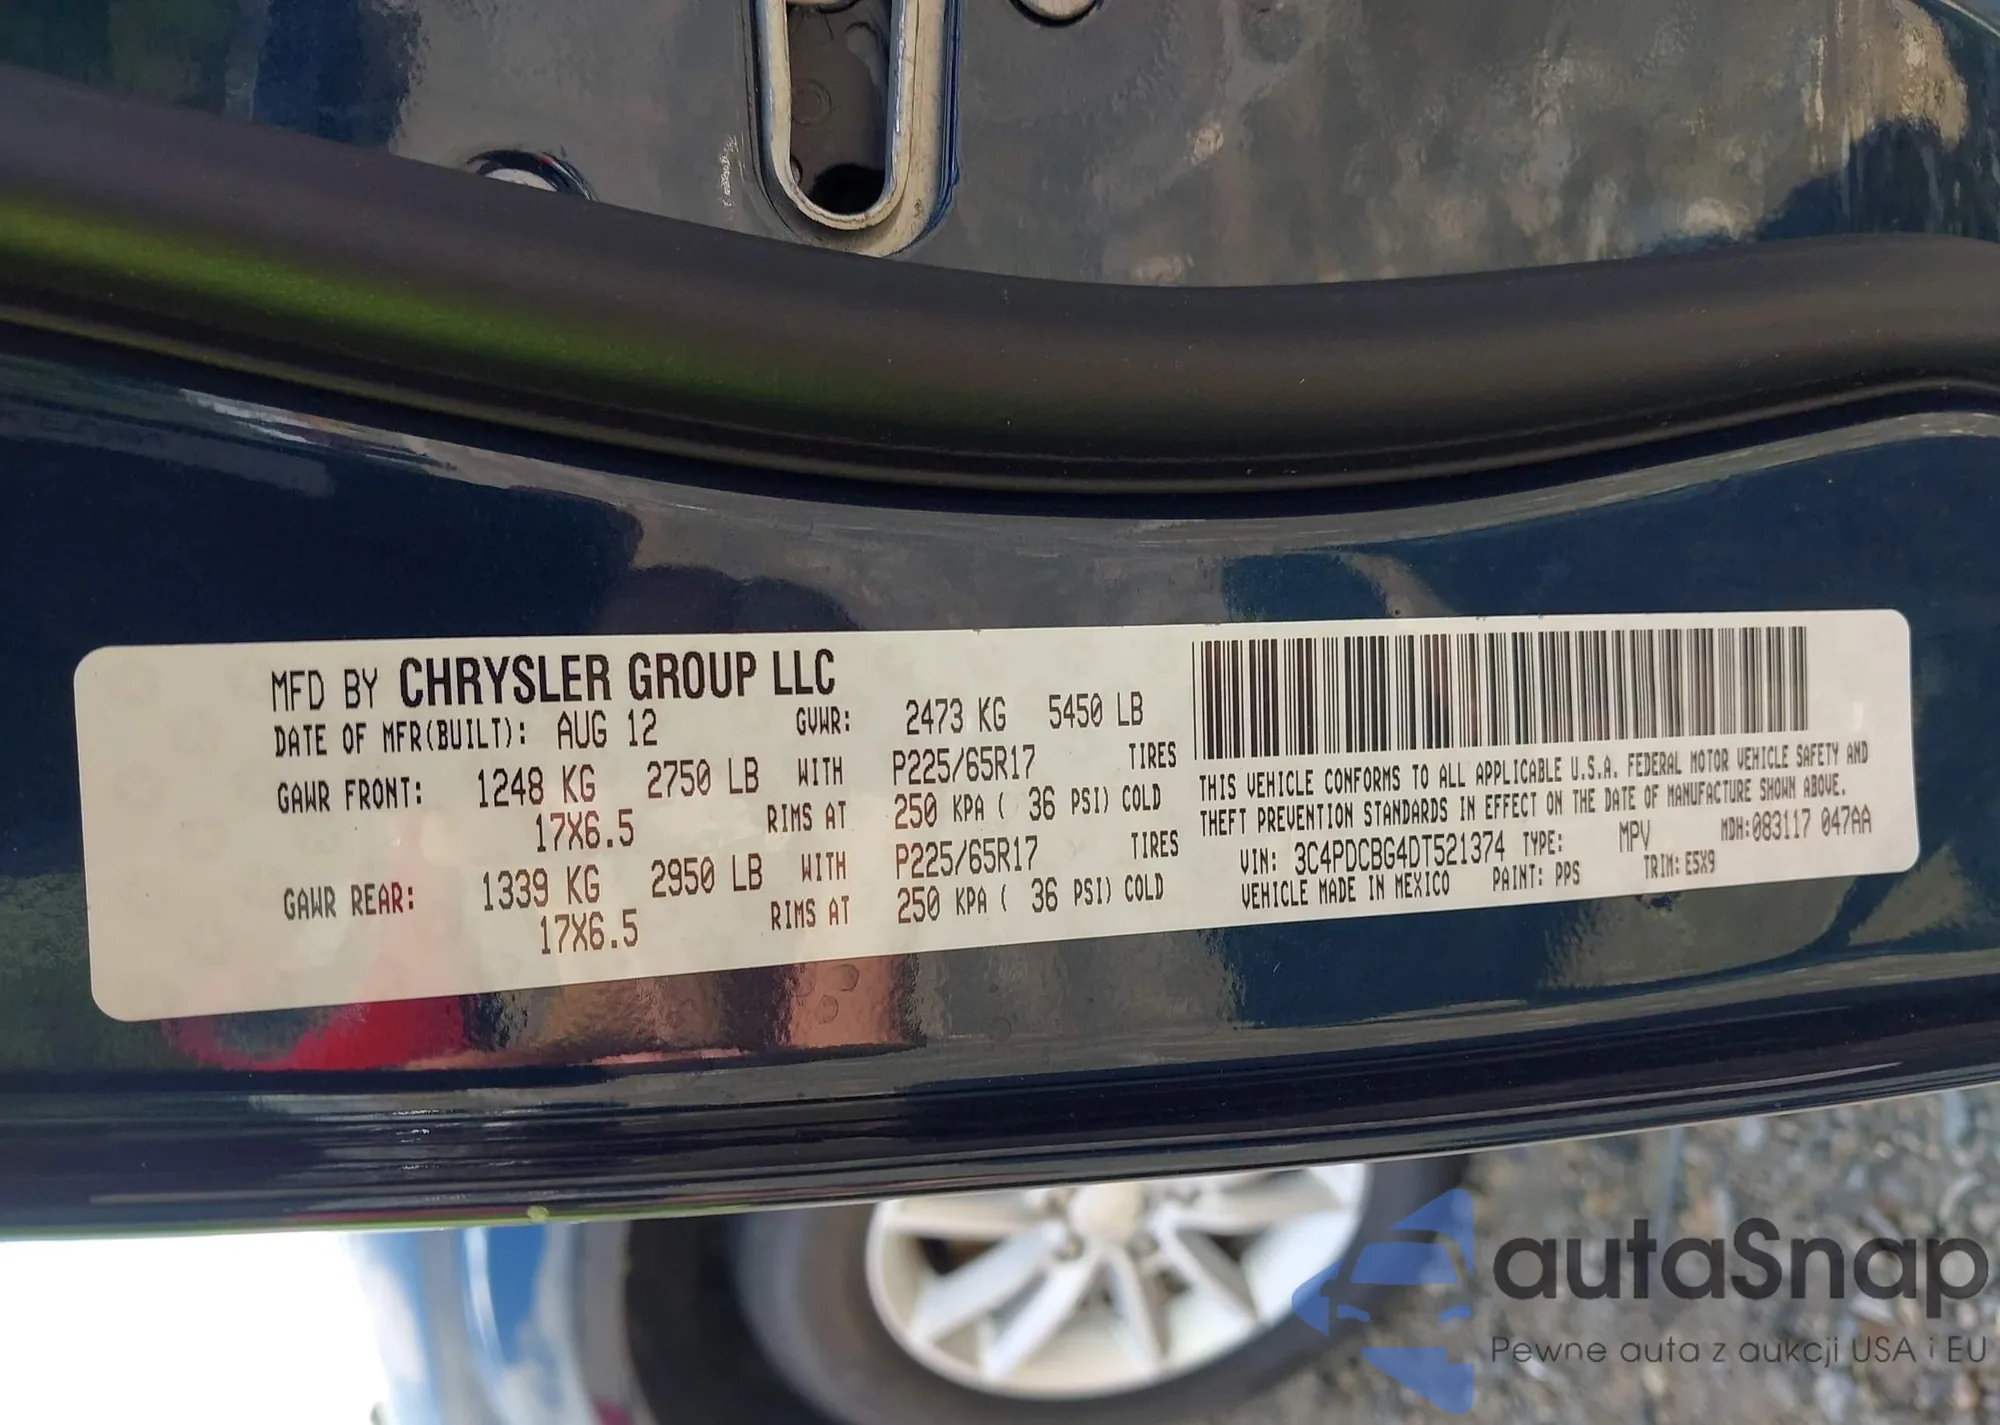 MFD BY CHRYSLER GROUP LLC
DATE OF MFR(BUILT): AUG 12 GVWR: 2473 KG 5450 LB
GAWR FRONT: 1248 KG 2750 LB WITH P225/65R17 TIRES
17X6.5 RIMS AT 250 KPA ( 36 PSI) COLD
GAWR REAR: 1339 KG 2950 LB WITH P225/65R17 TIRES
17X6.5 RIMS AT 250 KPA ( 36 PSI) COLD
THIS VEHICLE CONFORMS TO ALL APPLICABLE U.S.A. FEDERAL MOTOR VEHICLE SAFETY AND
THEFT PREVENTION STANDARDS IN EFFECT ON THE DATE OF MANUFACTURE SHOWN ABOVE.
VIN: 3C4PDCBG4DT521374 TYPE: MPV MDH:083117 047AA
VEHICLE MADE IN MEXICO PAINT: PPS TRIM: E5X9
autaSnap
Pewne auta z aukcji USA i EU